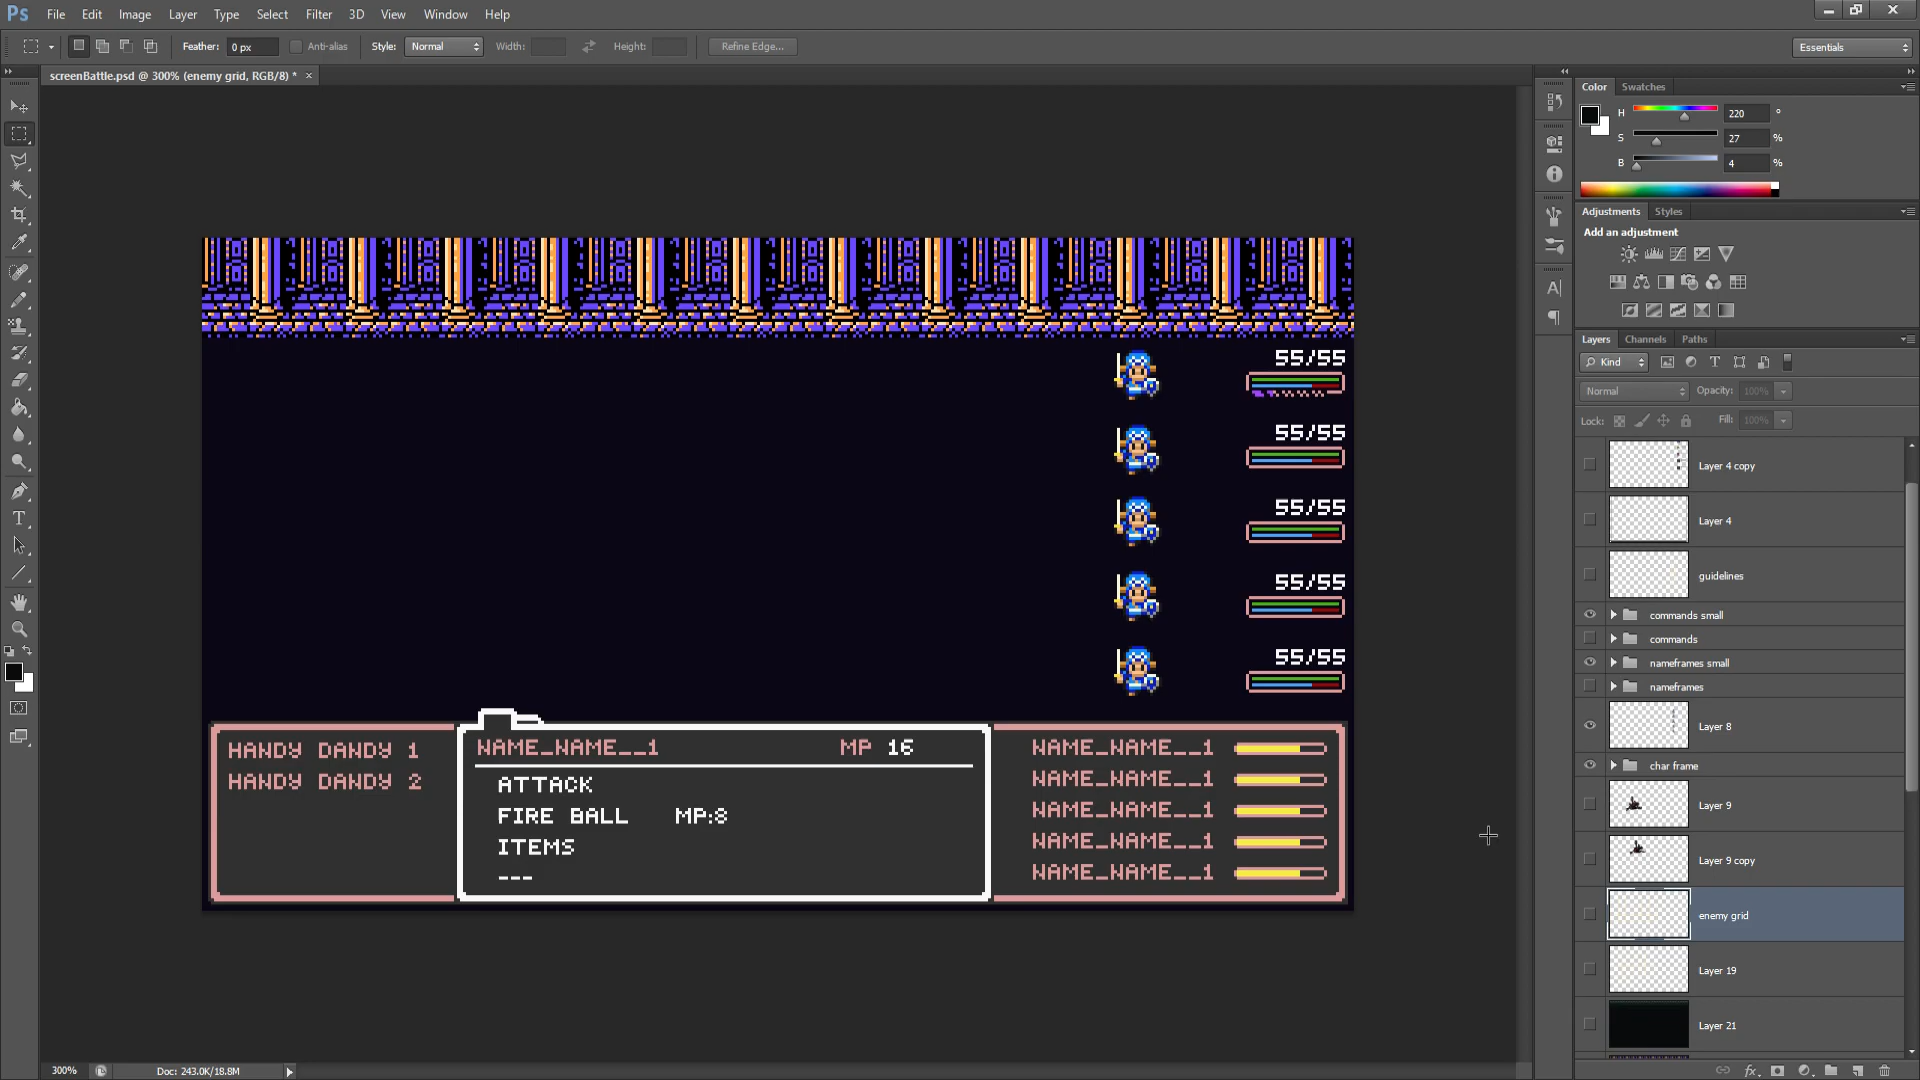 Ps File Edit Image Layer Type Select Filter 3D View Window Help
Feather: 0 px Anti-alias Style: Normal Width: Height: Refine Edge... Essentials
screenBattle.psd @ 300% (enemy grid, RGB/8) * ×
55/55
55/55
55/55
55/55
55/55
HANDY DANDY 1
HANDY DANDY 2
NAME_NAME__1 MP 16
ATTACK
FIRE BALL MP:8
ITEMS
---
NAME_NAME__1
NAME_NAME__1
NAME_NAME__1
NAME_NAME__1
NAME_NAME__1
300% Doc: 243.0K/18.8M
Color Swatches
H 220 °
S 27 %
B 4 %
Adjustments Styles
Add an adjustment
Layers Channels Paths
Kind
Normal Opacity: 100%
Lock: Fill: 100%
Layer 4 copy
Layer 4
guidelines
commands small
commands
nameframes small
nameframes
Layer 8
char frame
Layer 9
Layer 9 copy
enemy grid
Layer 19
Layer 21